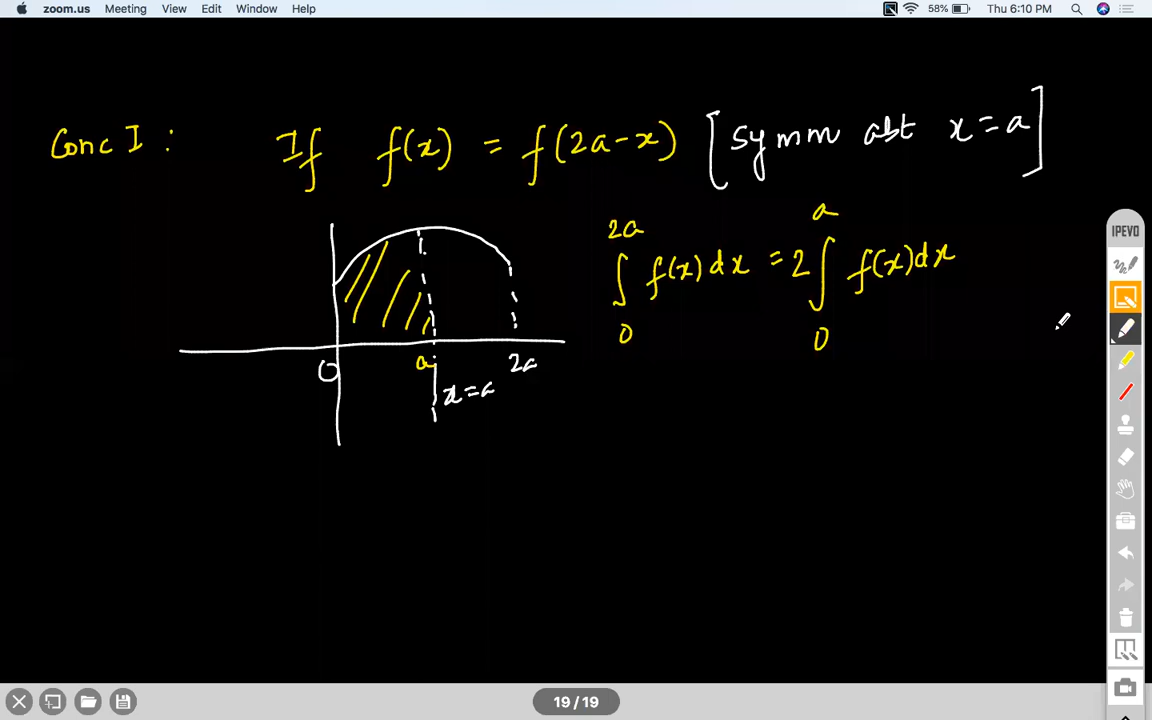 zoom.us Meeting View Edit Window Help 58% Thu 6:10 PM
Conc I : If f(x) = f(2a-x) [symm abt x=a]
IPEVO
2a a
∫ f(x)dx = 2 ∫ f(x)dx
0 0
0 a 2a
x=a
19 / 19